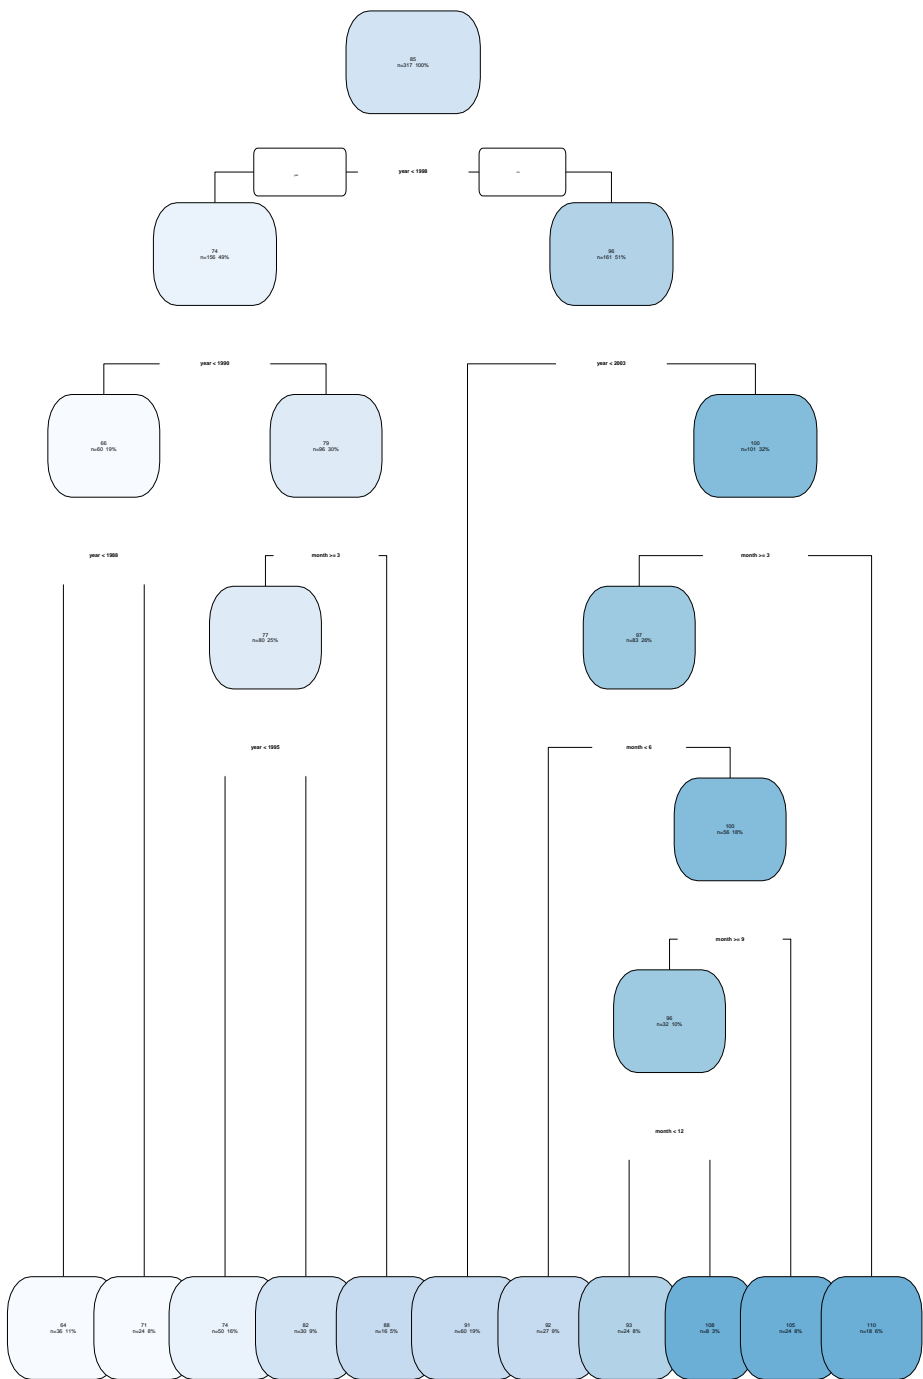 85
n=317 100%
year < 1998
74
n=156 49%
96
n=161 51%
year < 1990
year < 2003
66
n=60 19%
79
n=96 30%
100
n=101 32%
year < 1988
month >= 3
month >= 3
77
n=80 25%
97
n=83 26%
year < 1995
month < 6
100
n=56 18%
month >= 9
96
n=32 10%
month < 12
64
n=36 11%
71
n=24 8%
74
n=50 16%
82
n=30 9%
88
n=16 5%
91
n=60 19%
92
n=27 9%
93
n=24 8%
108
n=8 3%
105
n=24 8%
110
n=18 6%